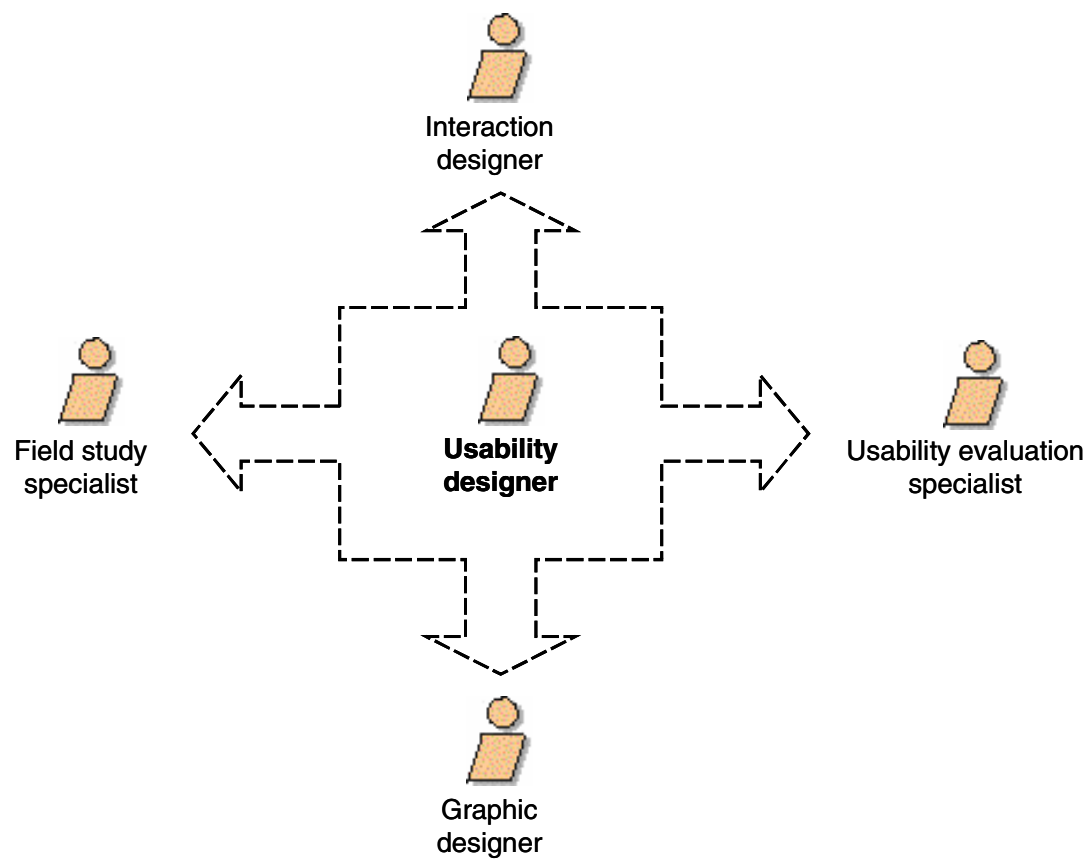 Interaction
designer
Field study
specialist
Usability
designer
Usability evaluation
specialist
Graphic
designer